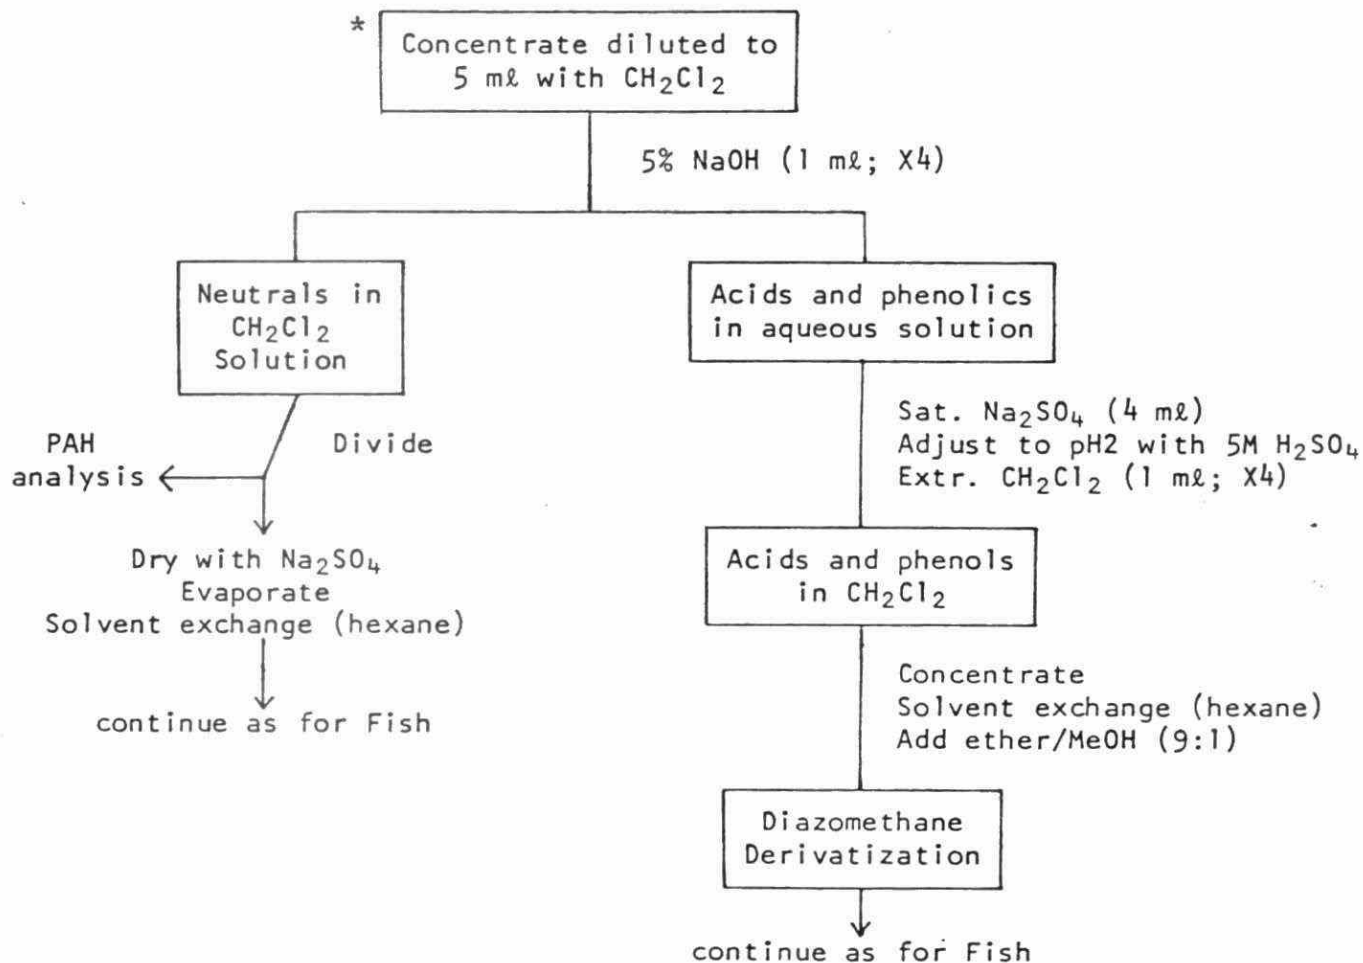 *
Concentrate diluted to
5 mℓ with CH₂Cl₂
5% NaOH (1 mℓ; X4)
Neutrals in
CH₂Cl₂
Solution
Acids and phenolics
in aqueous solution
PAH
analysis
Divide
Sat. Na₂SO₄ (4 mℓ)
Adjust to pH2 with 5M H₂SO₄
Extr. CH₂Cl₂ (1 mℓ; X4)
Dry with Na₂SO₄
Evaporate
Solvent exchange (hexane)
continue as for Fish
Acids and phenols
in CH₂Cl₂
Concentrate
Solvent exchange (hexane)
Add ether/MeOH (9:1)
Diazomethane
Derivatization
continue as for Fish